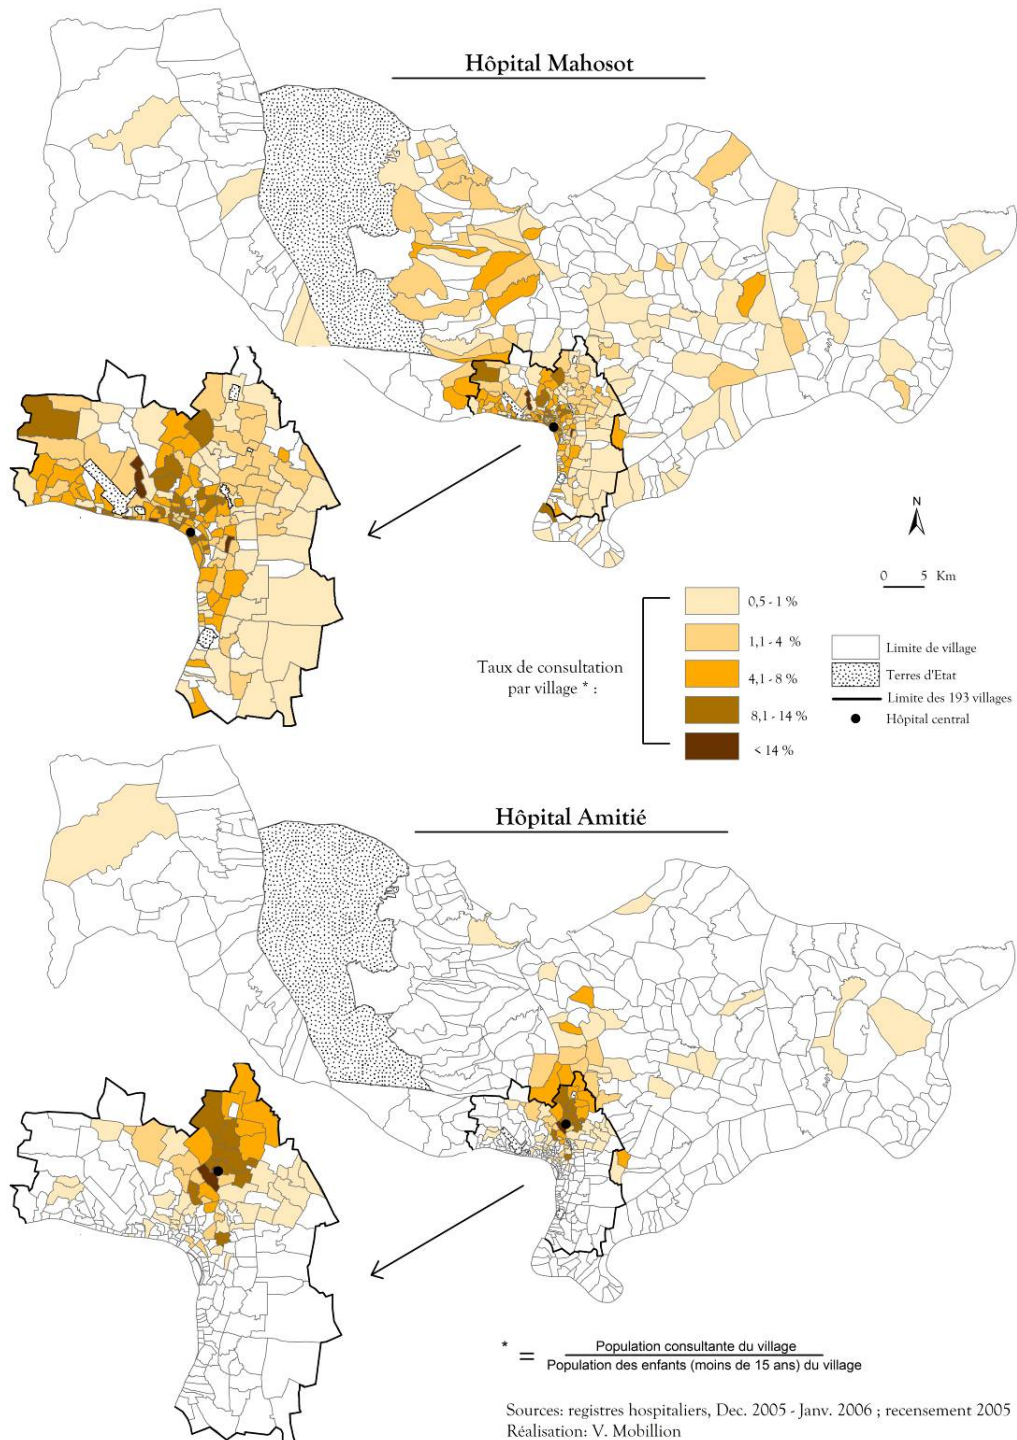 Hôpital Mahosot
N
0 5 Km
Taux de consultation
par village * :
0,5 - 1 %
1,1 - 4 %
4,1 - 8 %
8,1 - 14 %
< 14 %
Limite de village
Terres d'Etat
Limite des 193 villages
Hôpital central
Hôpital Amitié
* = Population consultante du village
Population des enfants (moins de 15 ans) du village
Sources: registres hospitaliers, Dec. 2005 - Janv. 2006 ; recensement 2005
Réalisation: V. Mobillion